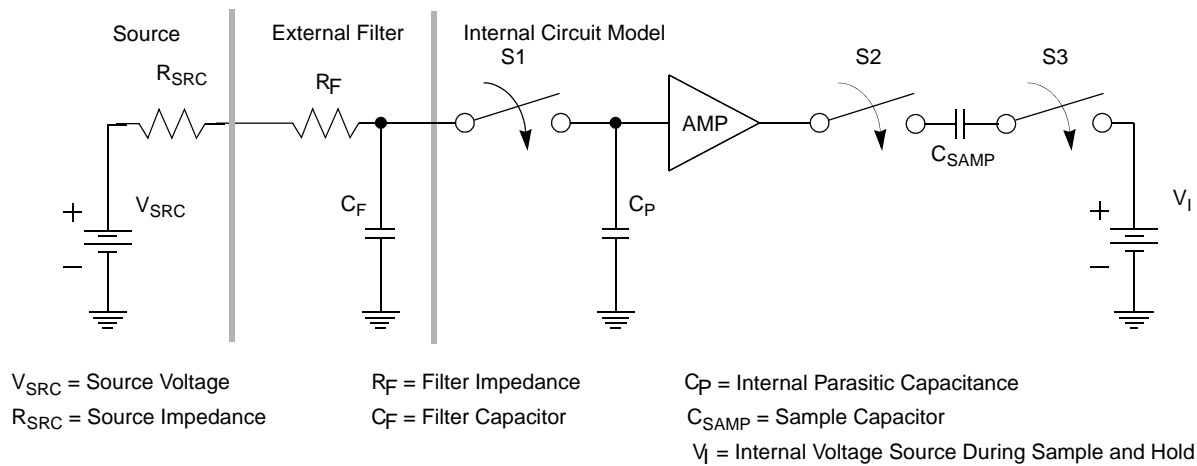 Source
External Filter
Internal Circuit Model
R_SRC
R_F
S1
S2
S3
AMP
C_SAMP
+
V_SRC
−
C_F
C_P
+
V_I
−
V_SRC = Source Voltage
R_SRC = Source Impedance
R_F = Filter Impedance
C_F = Filter Capacitor
C_P = Internal Parasitic Capacitance
C_SAMP = Sample Capacitor
V_I = Internal Voltage Source During Sample and Hold